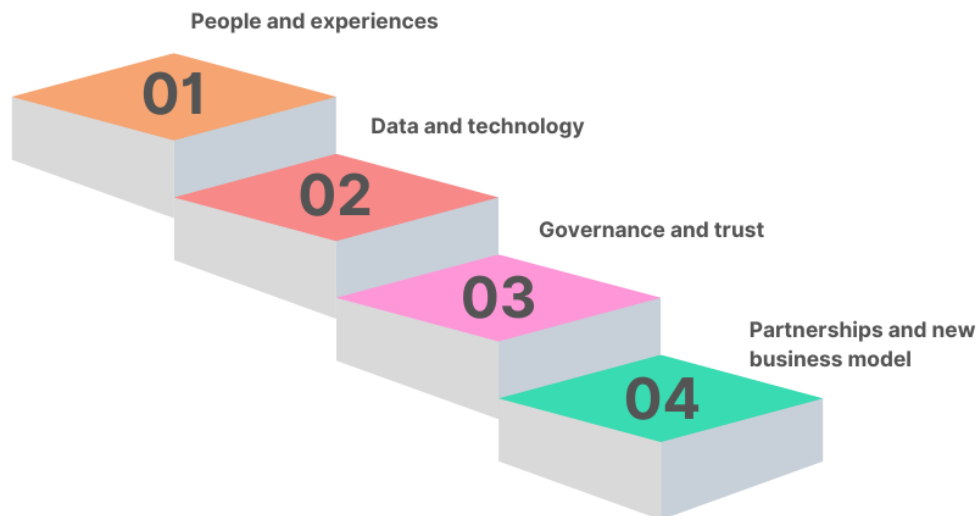 People and experiences
01
Data and technology
02
Governance and trust
03
Partnerships and new
business model
04